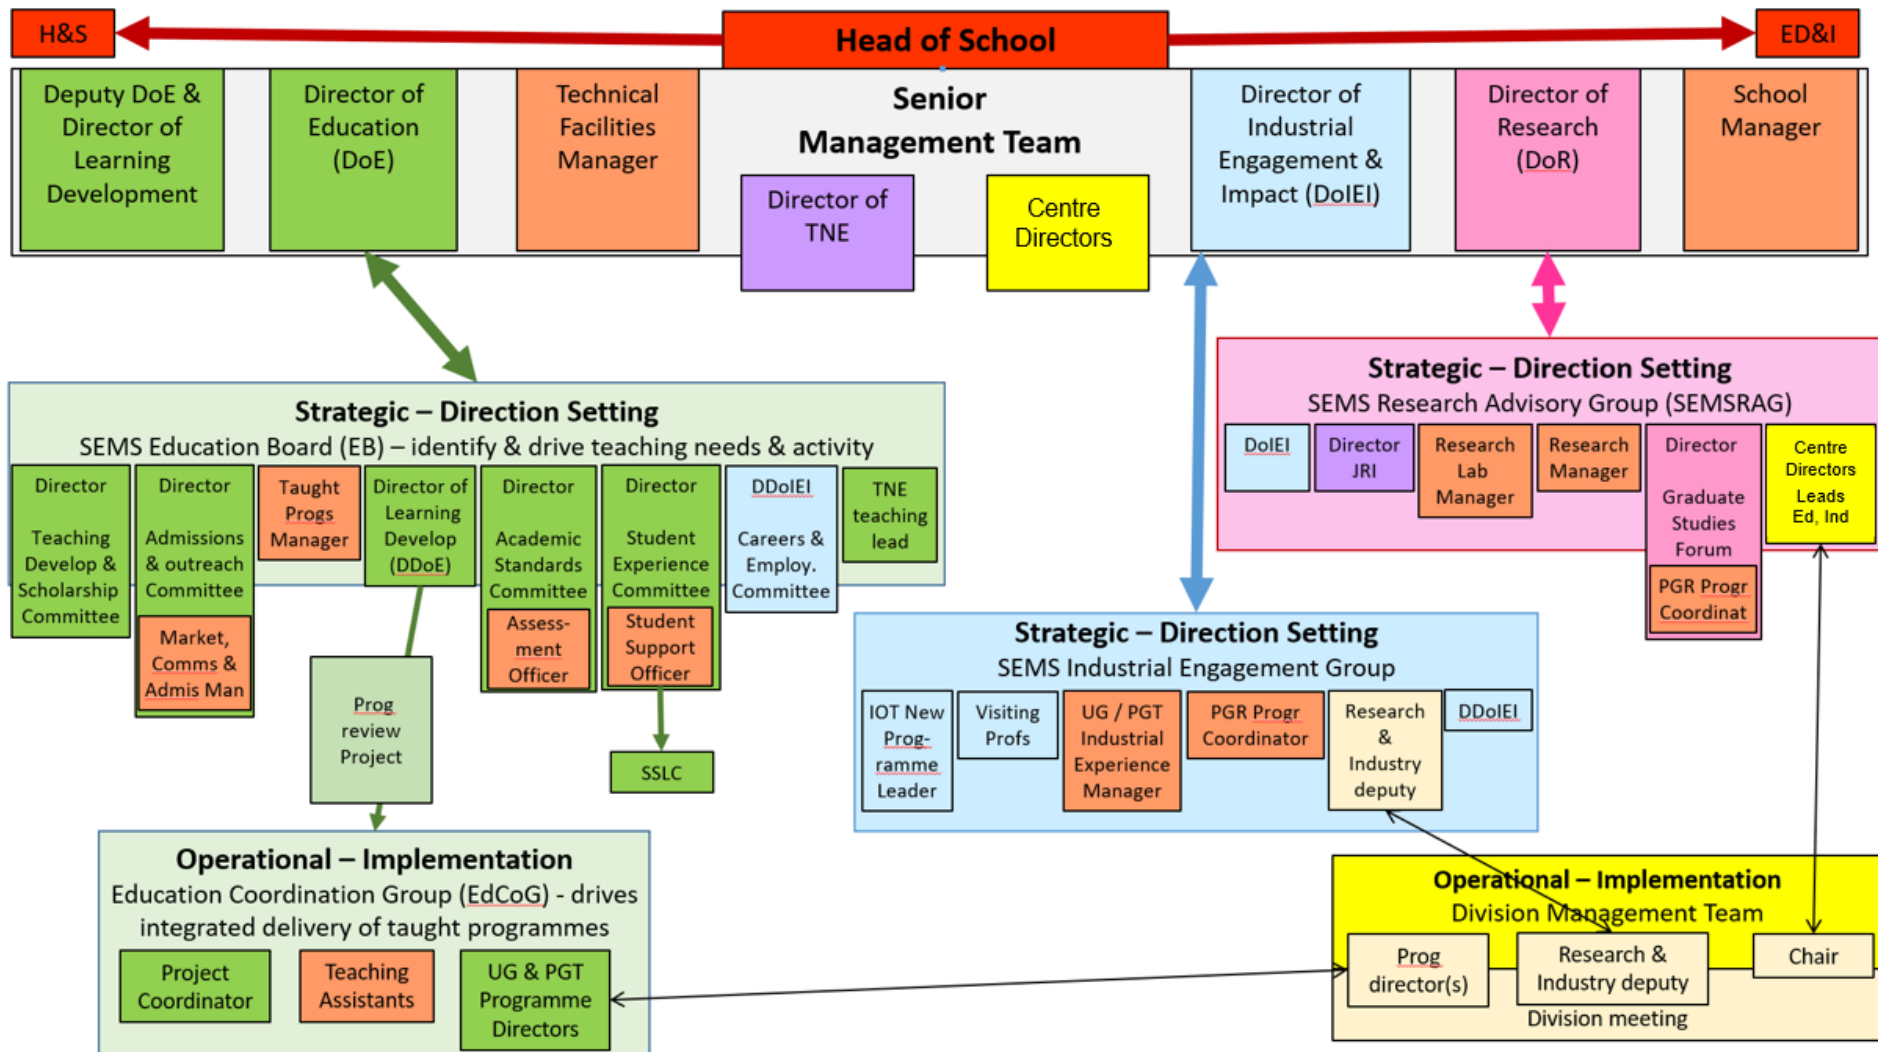 H&S
Head of School
ED&I
Deputy DoE &
Director of
Learning
Development
Director of
Education
(DoE)
Technical
Facilities
Manager
Senior
Management Team
Director of
TNE
Centre
Directors
Director of
Industrial
Engagement &
Impact (DoIEI)
Director of
Research
(DoR)
School
Manager
Strategic – Direction Setting
SEMS Education Board (EB) – identify & drive teaching needs & activity
Director
Teaching
Develop &
Scholarship
Committee
Director
Admissions
& outreach
Committee
Market,
Comms &
Admis Man
Taught
Progs
Manager
Director of
Learning
Develop
(DDoE)
Director
Academic
Standards
Committee
Assess-
ment
Officer
Director
Student
Experience
Committee
Student
Support
Officer
DDoIEI
Careers &
Employ.
Committee
TNE
teaching
lead
Prog
review
Project
SSLC
Strategic – Direction Setting
SEMS Research Advisory Group (SEMSRAG)
DoIEI
Director
JRI
Research
Lab
Manager
Research
Manager
Director
Graduate
Studies
Forum
PGR Progr
Coordinat
Centre
Directors
Leads
Ed, Ind
Strategic – Direction Setting
SEMS Industrial Engagement Group
IOT New
Prog-
ramme
Leader
Visiting
Profs
UG / PGT
Industrial
Experience
Manager
PGR Progr
Coordinator
Research
&
Industry
deputy
DDoIEI
Operational – Implementation
Education Coordination Group (EdCoG) - drives
integrated delivery of taught programmes
Project
Coordinator
Teaching
Assistants
UG & PGT
Programme
Directors
Operational – Implementation
Division Management Team
Prog
director(s)
Research &
Industry deputy
Chair
Division meeting